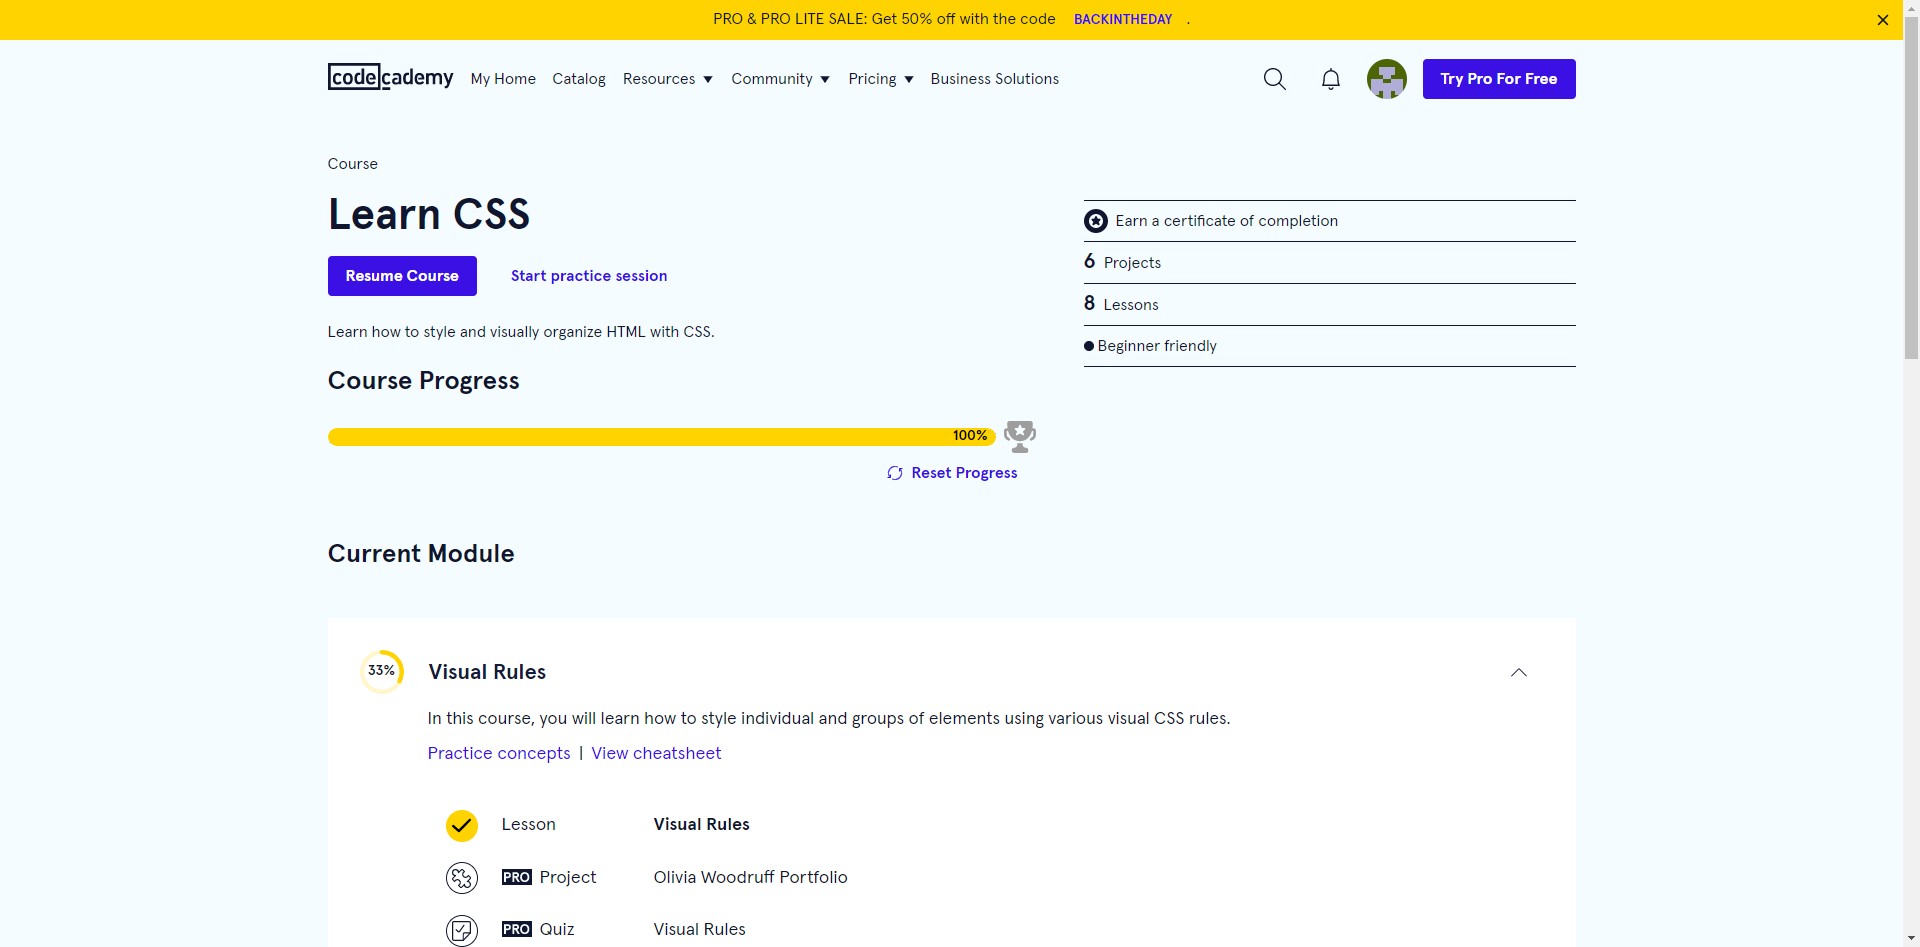 PRO & PRO LITE SALE: Get 50% off with the code BACKINTHEDAY .
codecademy My Home Catalog Resources Community Pricing Business Solutions Try Pro For Free
Course
Learn CSS
Resume Course Start practice session
Learn how to style and visually organize HTML with CSS.
Earn a certificate of completion
6 Projects
8 Lessons
Beginner friendly
Course Progress
100%
Reset Progress
Current Module
33% Visual Rules
In this course, you will learn how to style individual and groups of elements using various visual CSS rules.
Practice concepts | View cheatsheet
Lesson Visual Rules
PRO Project Olivia Woodruff Portfolio
PRO Quiz Visual Rules